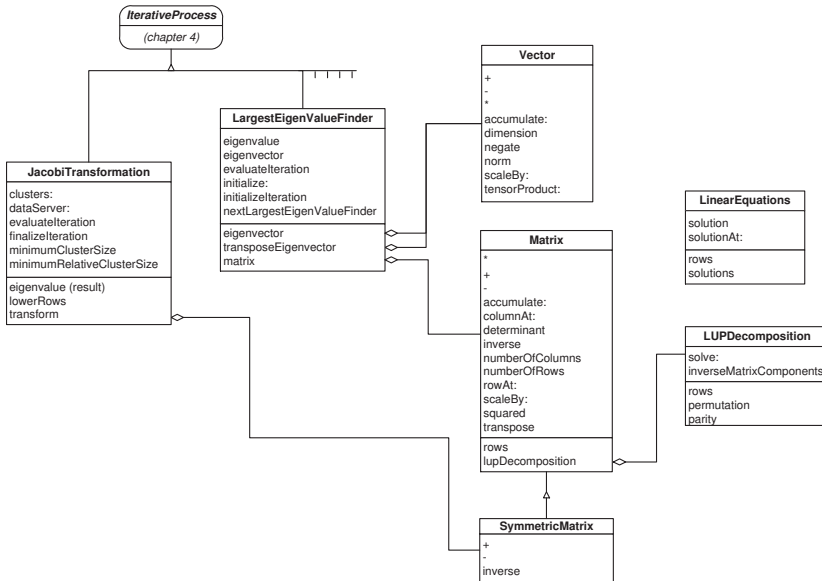 IterativeProcess
(chapter 4)
Vector
+
-
*
accumulate:
dimension
negate
norm
scaleBy:
tensorProduct:
LargestEigenValueFinder
eigenvalue
eigenvector
evaluateIteration
initialize:
initializeIteration
nextLargestEigenValueFinder
eigenvector
transposeEigenvector
matrix
JacobiTransformation
clusters:
dataServer:
evaluateIteration
finalizeIteration
minimumClusterSize
minimumRelativeClusterSize
eigenvalue (result)
lowerRows
transform
LinearEquations
solution
solutionAt:
rows
solutions
Matrix
*
+
-
accumulate:
columnAt:
determinant
inverse
numberOfColumns
numberOfRows
rowAt:
scaleBy:
squared
transpose
rows
lupDecomposition
LUPDecomposition
solve:
inverseMatrixComponents
rows
permutation
parity
SymmetricMatrix
+
-
inverse